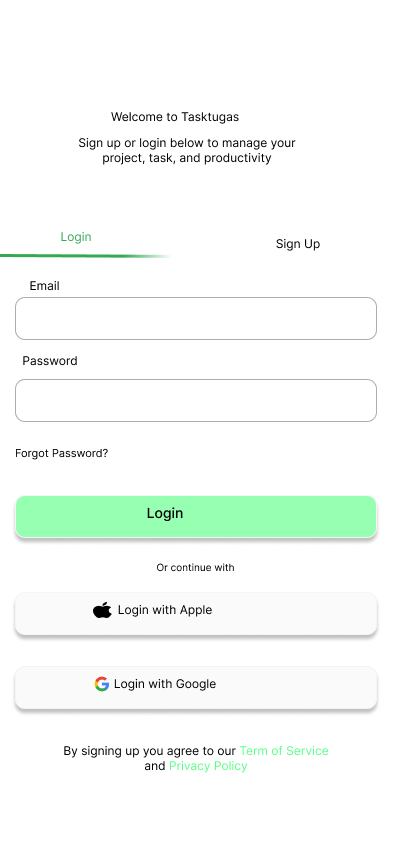 Welcome to Tasktugas
Sign up or login below to manage your
project, task, and productivity
Login
Sign Up
Email
Password
Forgot Password?
Login
Or continue with
Login with Apple
Login with Google
By signing up you agree to our Term of Service
and Privacy Policy